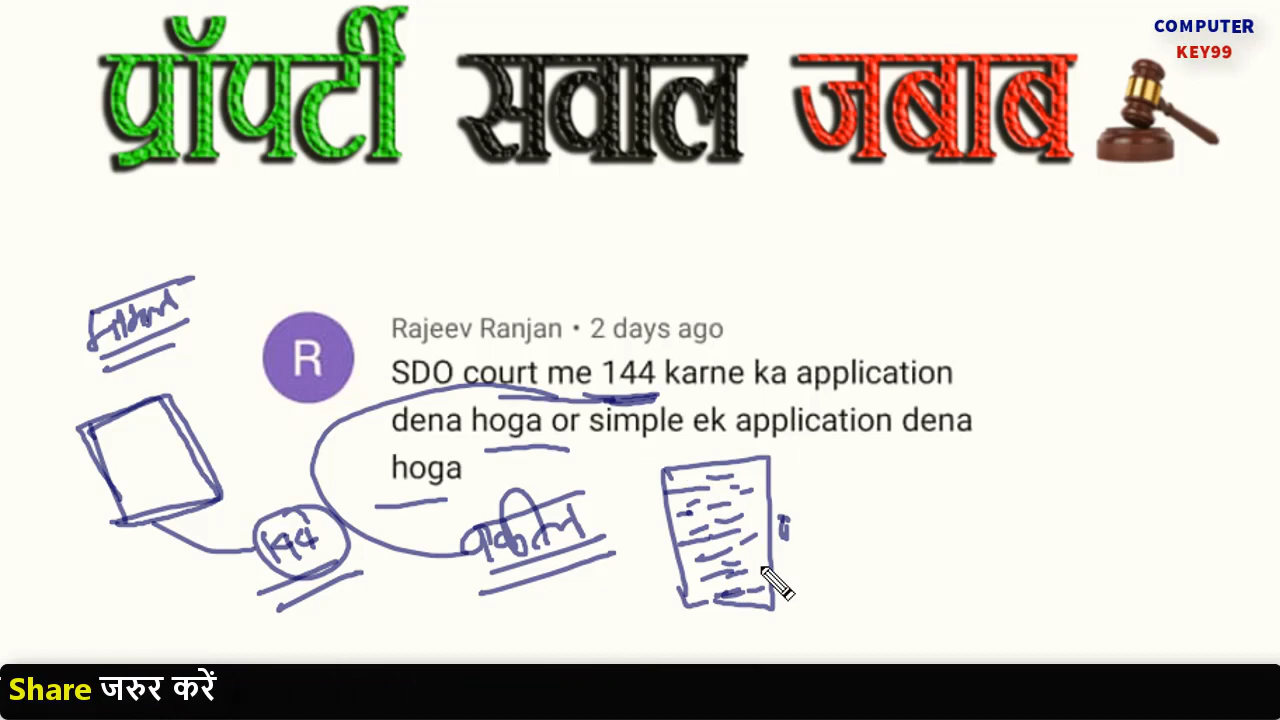 प्रॉपर्टी सवाल जबाब
COMPUTER
KEY99
Rajeev Ranjan • 2 days ago
R
SDO court me 144 karne ka application
dena hoga or simple ek application dena
hoga
144
Share जरुर करें